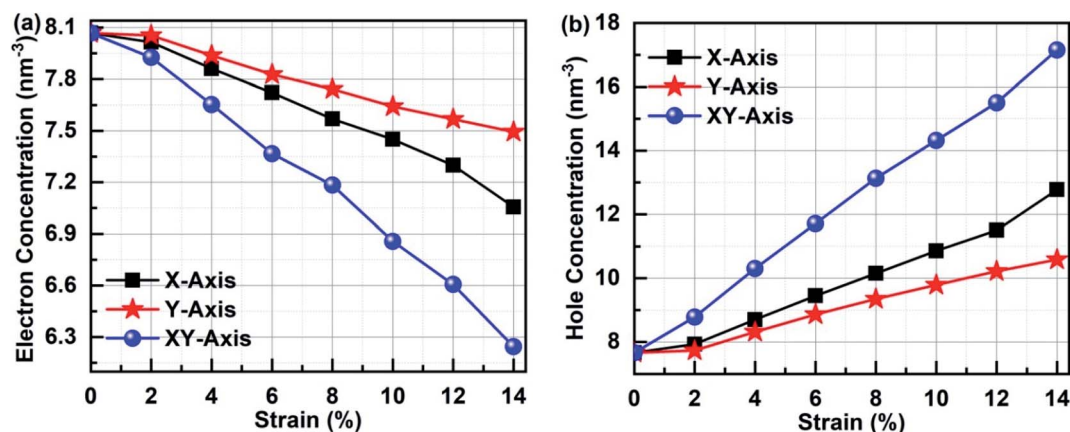 (a)
Electron Concentration (nm⁻³)
8.1
7.8
7.5
7.2
6.9
6.6
6.3
X-Axis
Y-Axis
XY-Axis
0 2 4 6 8 10 12 14
Strain (%)
(b)
Hole Concentration (nm⁻³)
18
16
14
12
10
8
X-Axis
Y-Axis
XY-Axis
0 2 4 6 8 10 12 14
Strain (%)